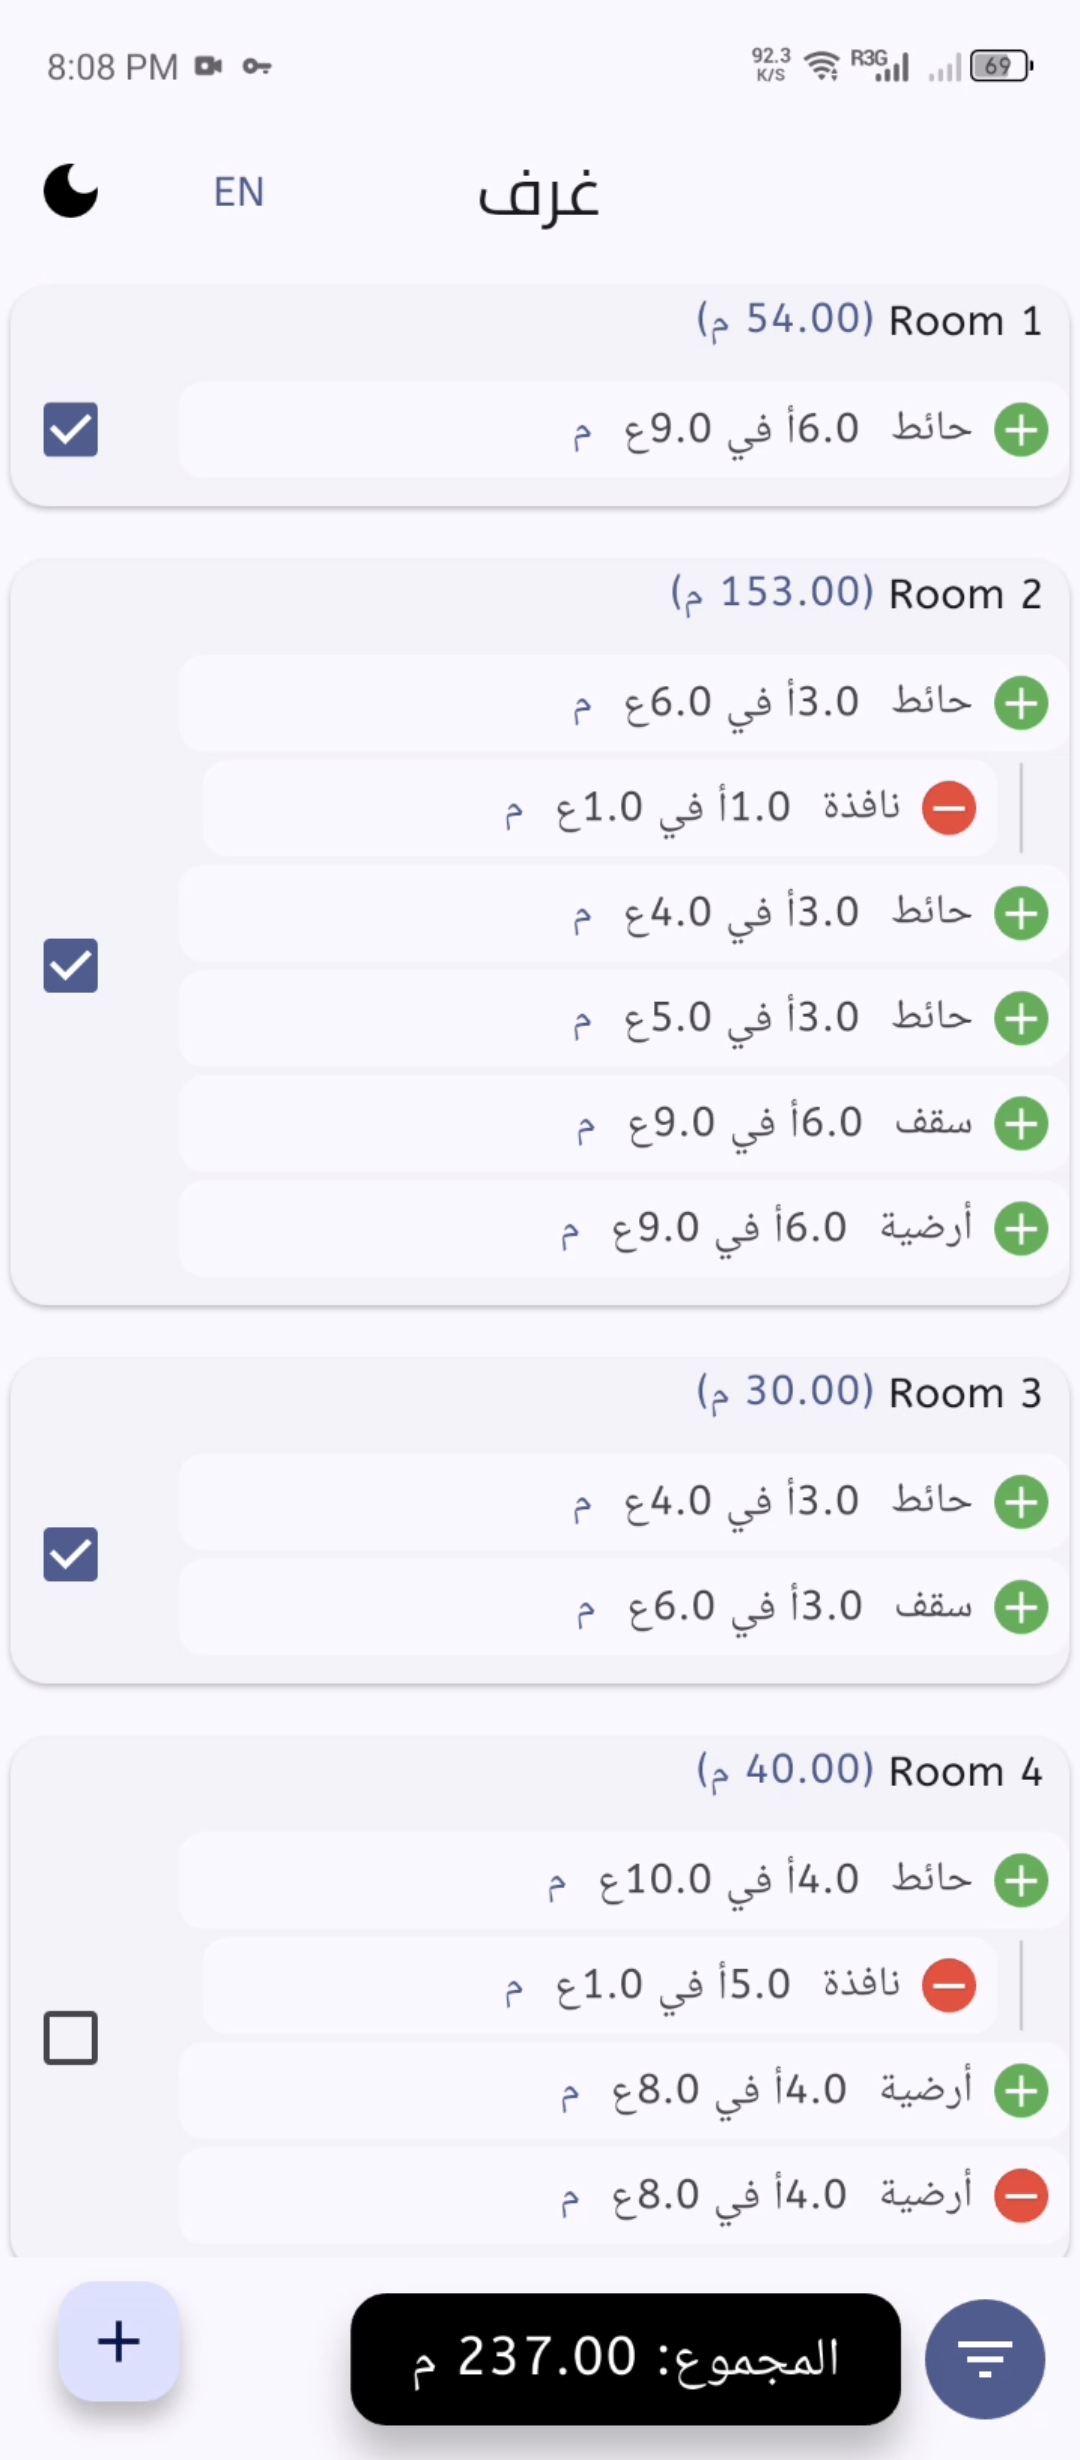 8:08 PM 92.3 K/S R3G 69
غرف EN
Room 1 (54.00 م)
حائط 6.0أ في 9.0ع م
Room 2 (153.00 م)
حائط 3.0أ في 6.0ع م
نافذة 1.0أ في 1.0ع م
حائط 3.0أ في 4.0ع م
حائط 3.0أ في 5.0ع م
سقف 6.0أ في 9.0ع م
أرضية 6.0أ في 9.0ع م
Room 3 (30.00 م)
حائط 3.0أ في 4.0ع م
سقف 3.0أ في 6.0ع م
Room 4 (40.00 م)
حائط 4.0أ في 10.0ع م
نافذة 5.0أ في 1.0ع م
أرضية 4.0أ في 8.0ع م
أرضية 4.0أ في 8.0ع م
المجموع: 237.00 م